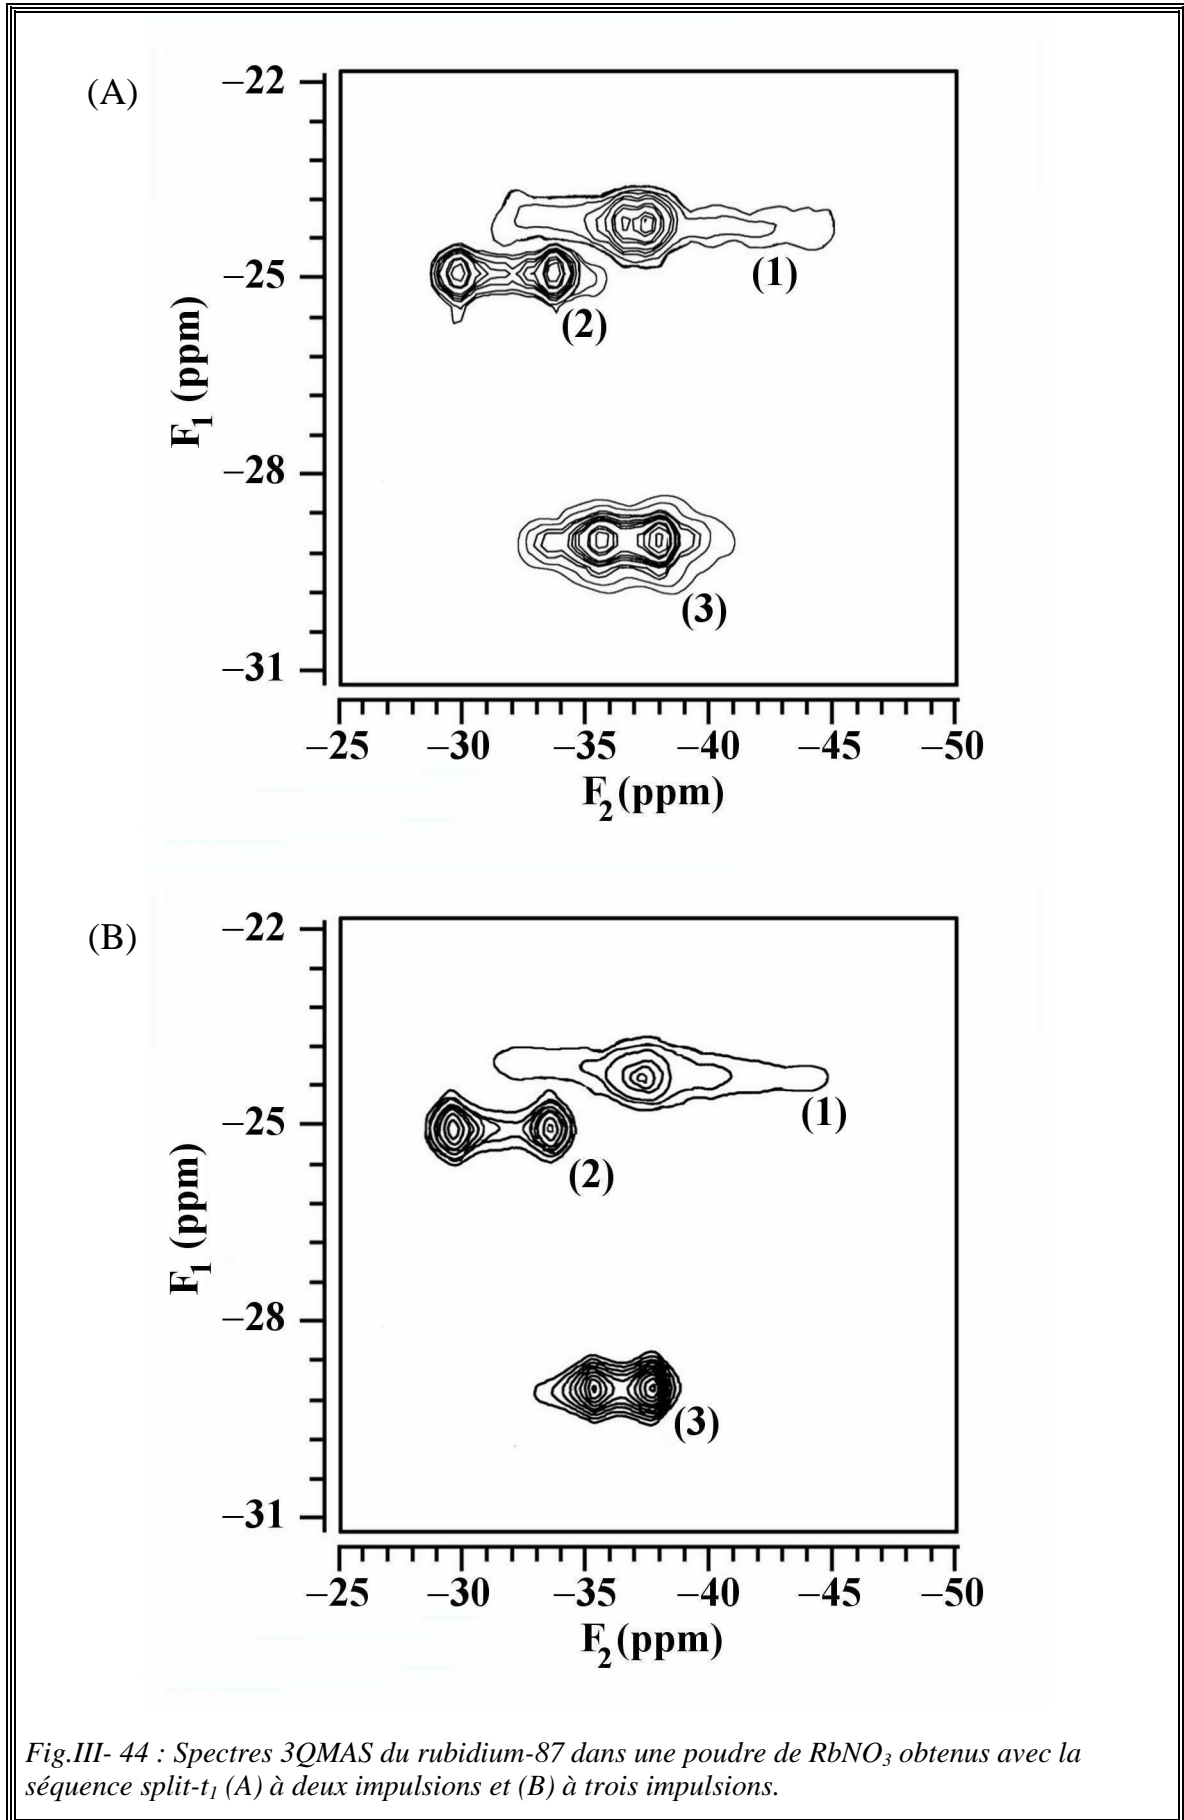 (A)
−22
−25
−28
−31
F1 (ppm)
(1)
(2)
(3)
−25 −30 −35 −40 −45 −50
F2 (ppm)
(B)
−22
−25
−28
−31
F1 (ppm)
(1)
(2)
(3)
−25 −30 −35 −40 −45 −50
F2 (ppm)
Fig.III- 44 : Spectres 3QMAS du rubidium-87 dans une poudre de RbNO3 obtenus avec la
séquence split-t1 (A) à deux impulsions et (B) à trois impulsions.